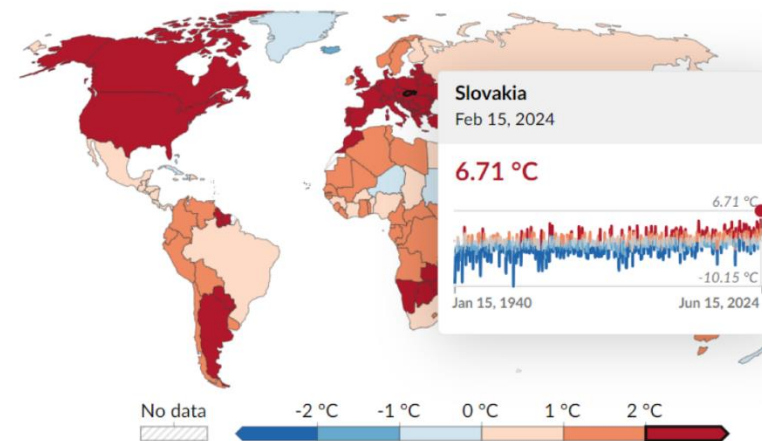 Slovakia
Feb 15, 2024
6.71 °C
6.71 °C
-10.15 °C
Jan 15, 1940 Jun 15, 2024
No data -2 °C -1 °C 0 °C 1 °C 2 °C